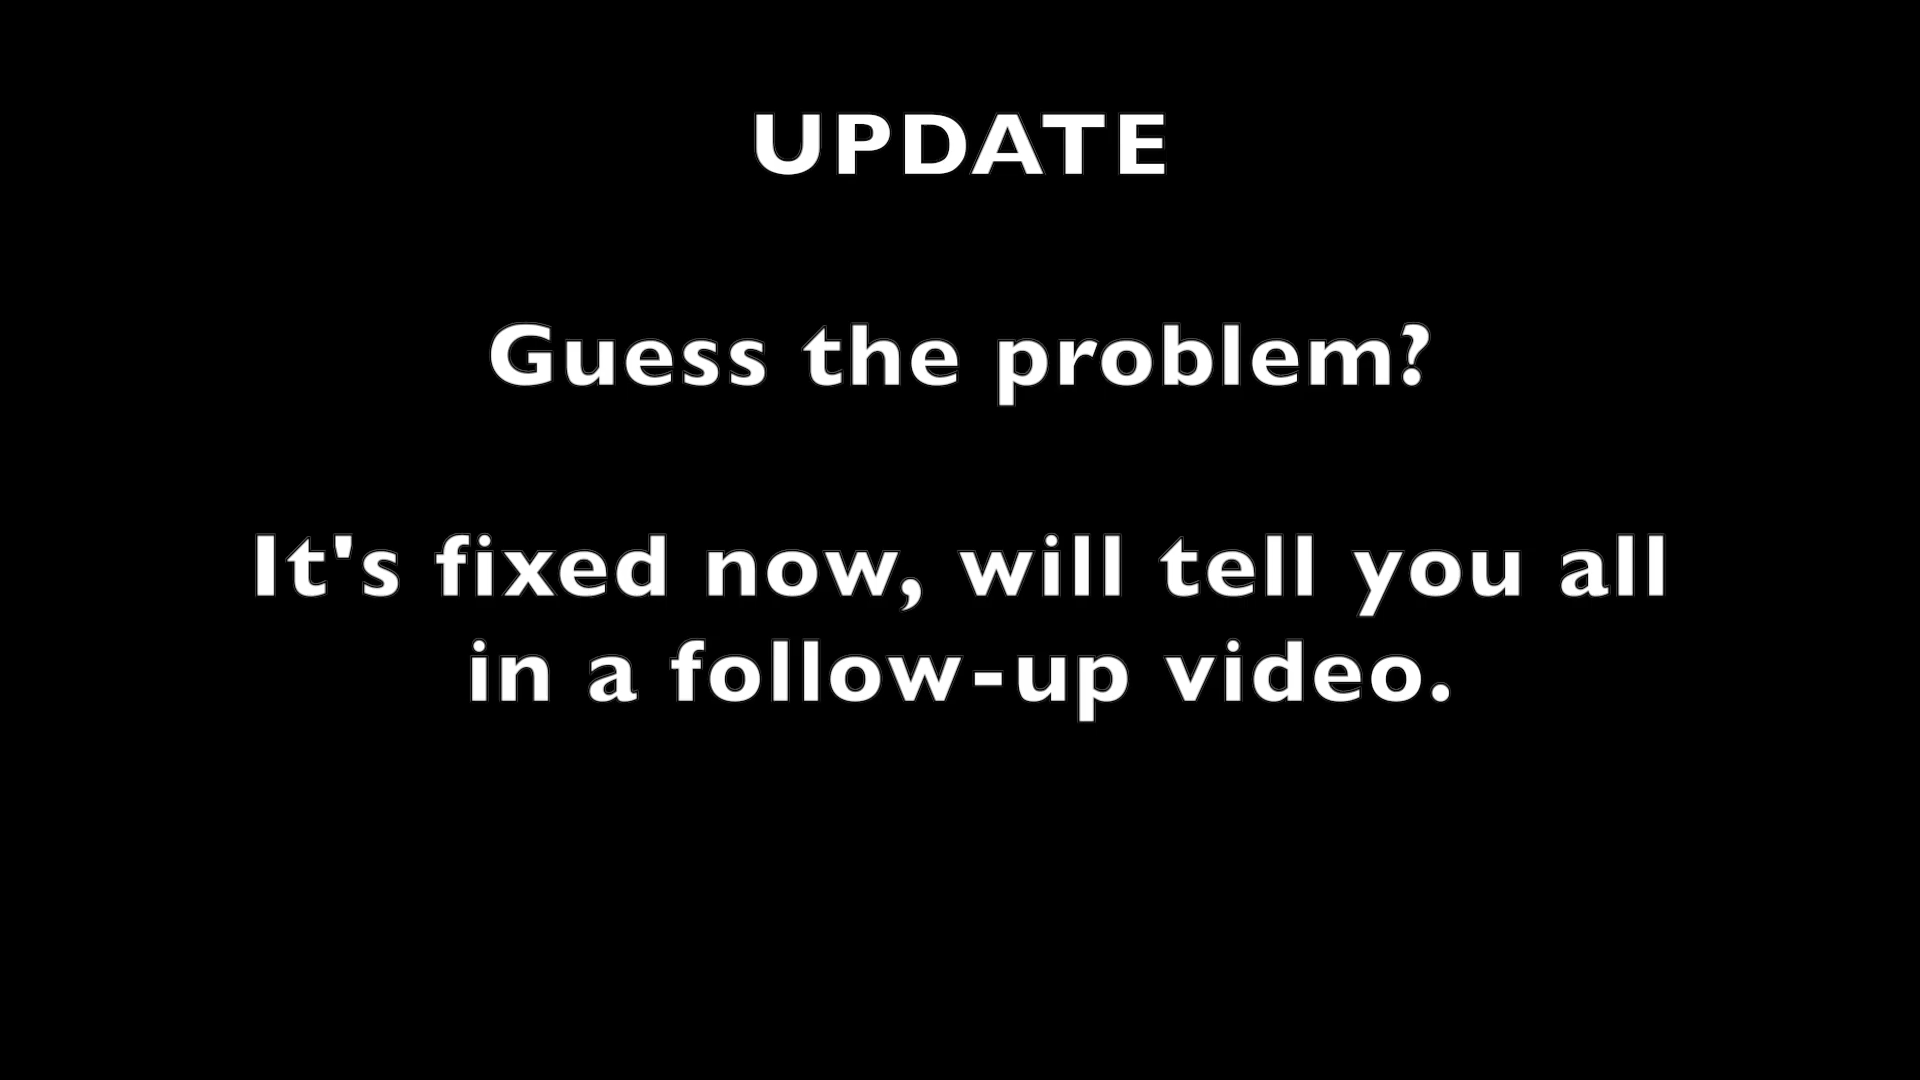 UPDATE
Guess the problem?
It's fixed now, will tell you all
in a follow-up video.